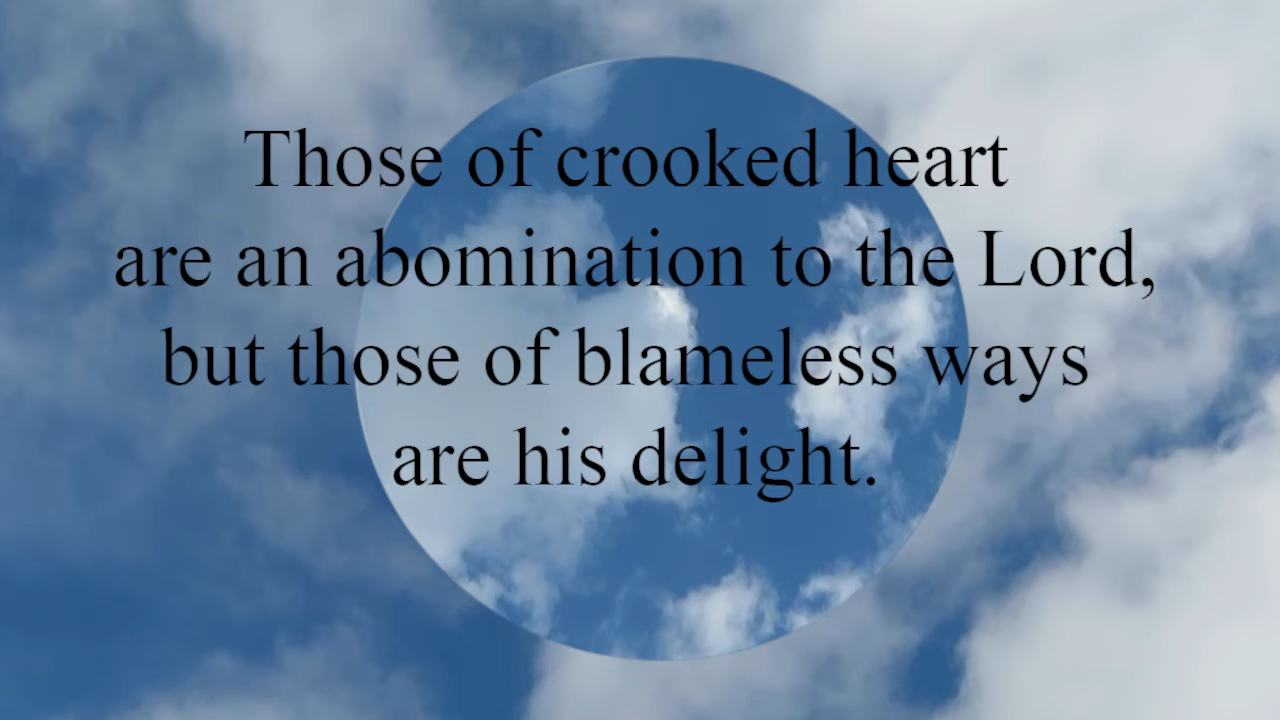 Those of crooked heart
are an abomination to the Lord,
but those of blameless ways
are his delight.